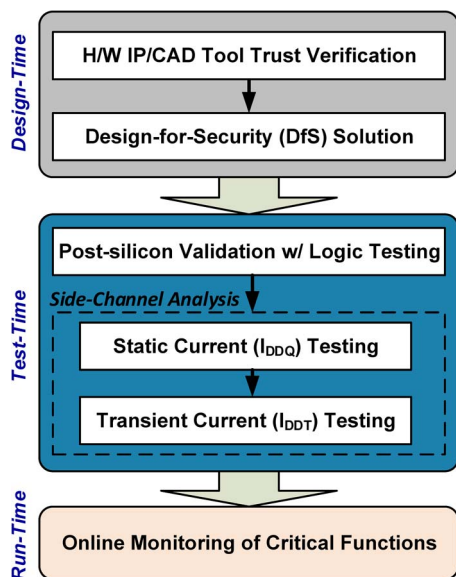 Design-Time
H/W IP/CAD Tool Trust Verification
Design-for-Security (DfS) Solution
Test-Time
Post-silicon Validation w/ Logic Testing
Side-Channel Analysis
Static Current (IDDQ) Testing
Transient Current (IDDT) Testing
Run-Time
Online Monitoring of Critical Functions